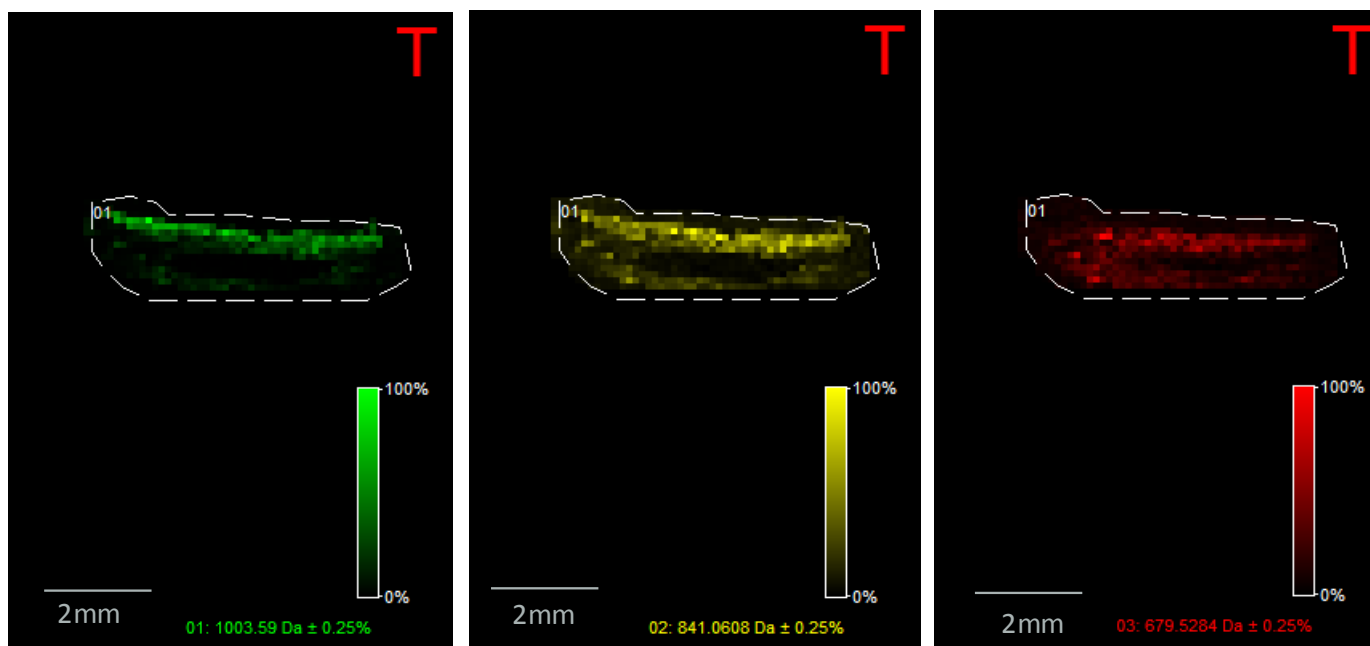 T
01
100%
0%
2mm
01: 1003.59 Da ± 0.25%
T
01
100%
0%
2mm
02: 841.0608 Da ± 0.25%
T
01
100%
0%
2mm
03: 679.5284 Da ± 0.25%